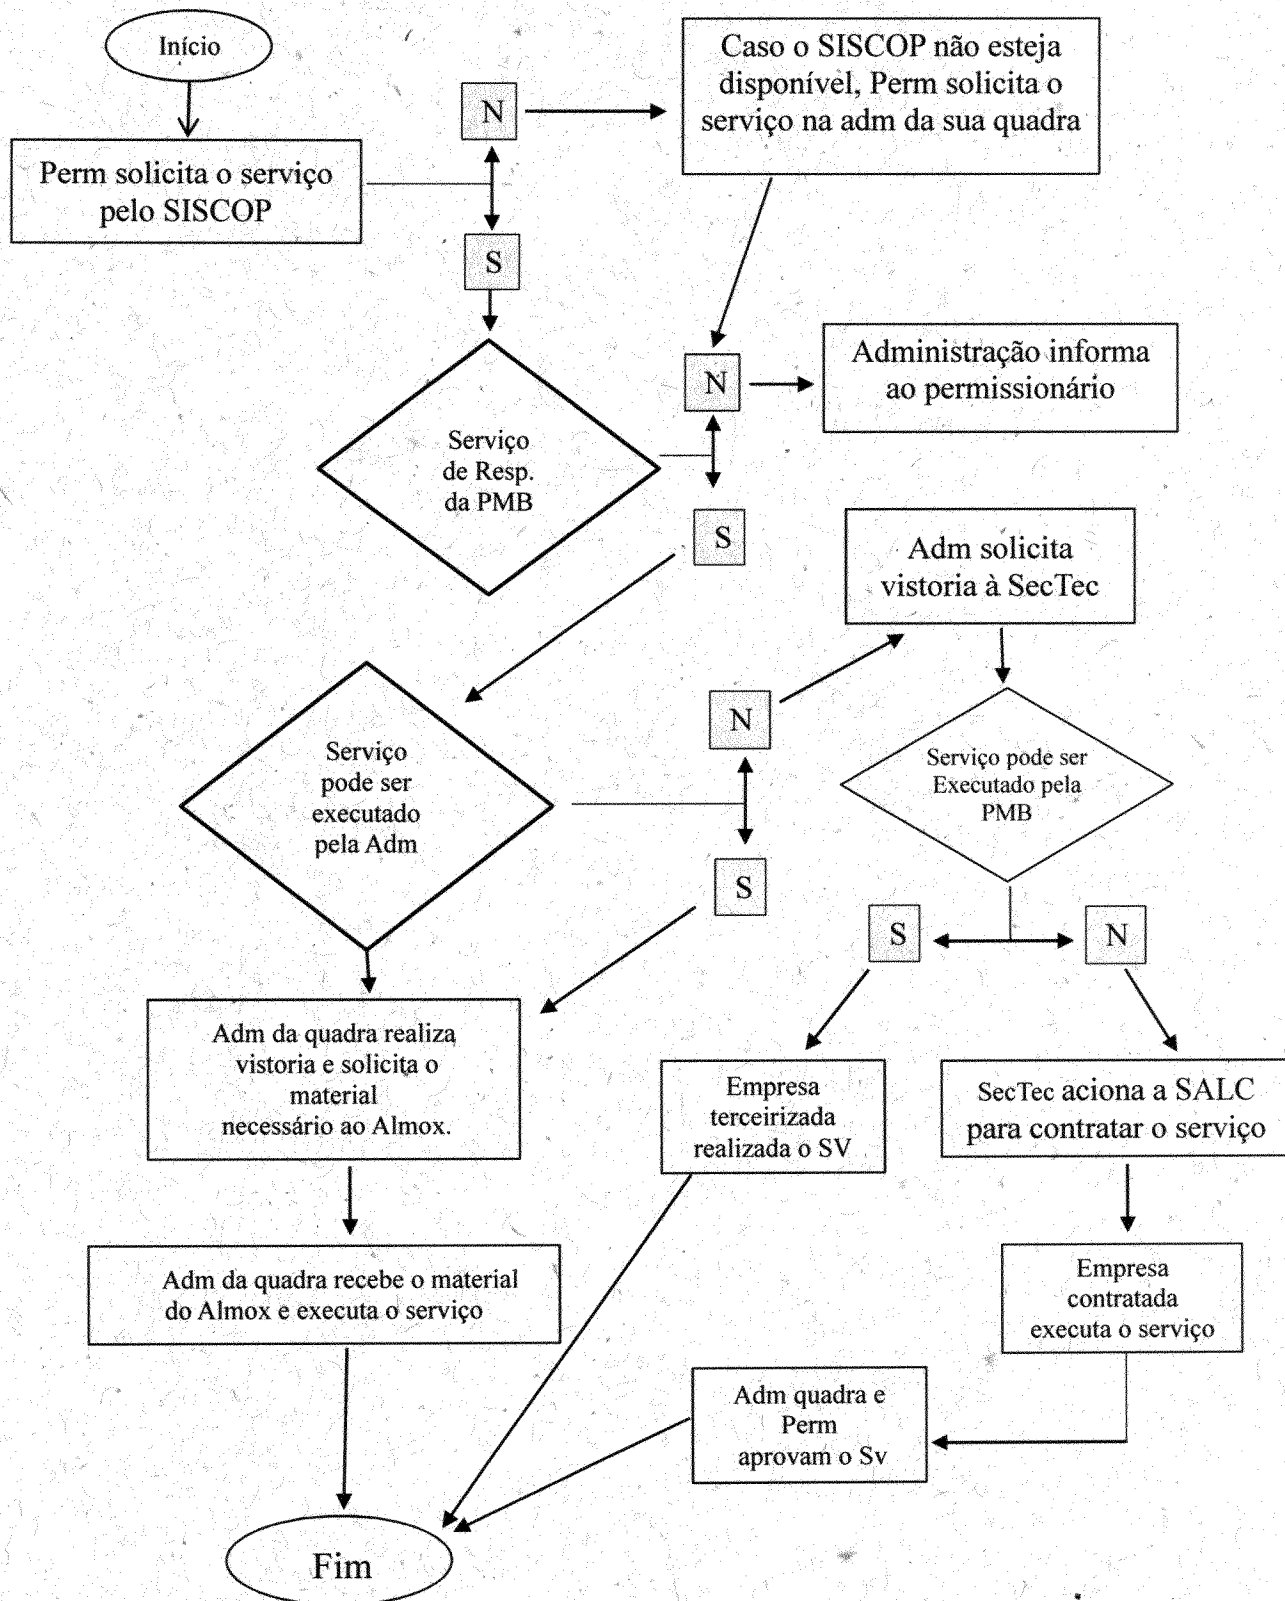 Início
N
Caso o SISCOP não esteja
disponível, Perm solicita o
serviço na adm da sua quadra
Perm solicita o serviço
pelo SISCOP
S
Serviço
de Resp.
da PMB
N
Administração informa
ao permissionário
S
Adm solicita
vistoria à SecTec
Serviço
pode ser
executado
pela Adm
N
S
Serviço pode ser
Executado pela
PMB
S
N
Adm da quadra realiza
vistoria e solicita o
material
necessário ao Almox.
Empresa
terceirizada
realizada o SV
SecTec aciona a SALC
para contratar o serviço
Adm da quadra recebe o material
do Almox e executa o serviço
Empresa
contratada
executa o serviço
Adm quadra e
Perm
aprovam o Sv
Fim